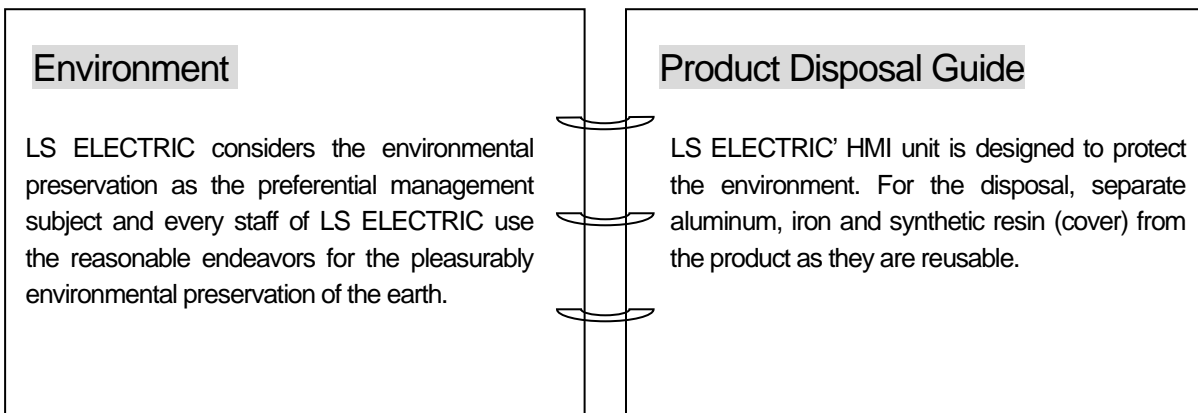 Environment
LS ELECTRIC considers the environmental
preservation as the preferential management
subject and every staff of LS ELECTRIC use
the reasonable endeavors for the pleasurably
environmental preservation of the earth.
Product Disposal Guide
LS ELECTRIC’ HMI unit is designed to protect
the environment. For the disposal, separate
aluminum, iron and synthetic resin (cover) from
the product as they are reusable.